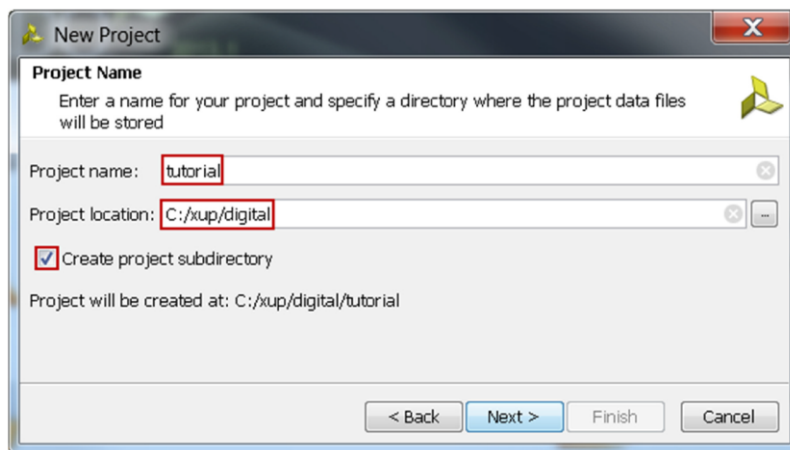 New Project
Project Name
Enter a name for your project and specify a directory where the project data files
will be stored
Project name: tutorial
Project location: C:/xup/digital ...
Create project subdirectory
Project will be created at: C:/xup/digital/tutorial
< Back Next > Finish Cancel